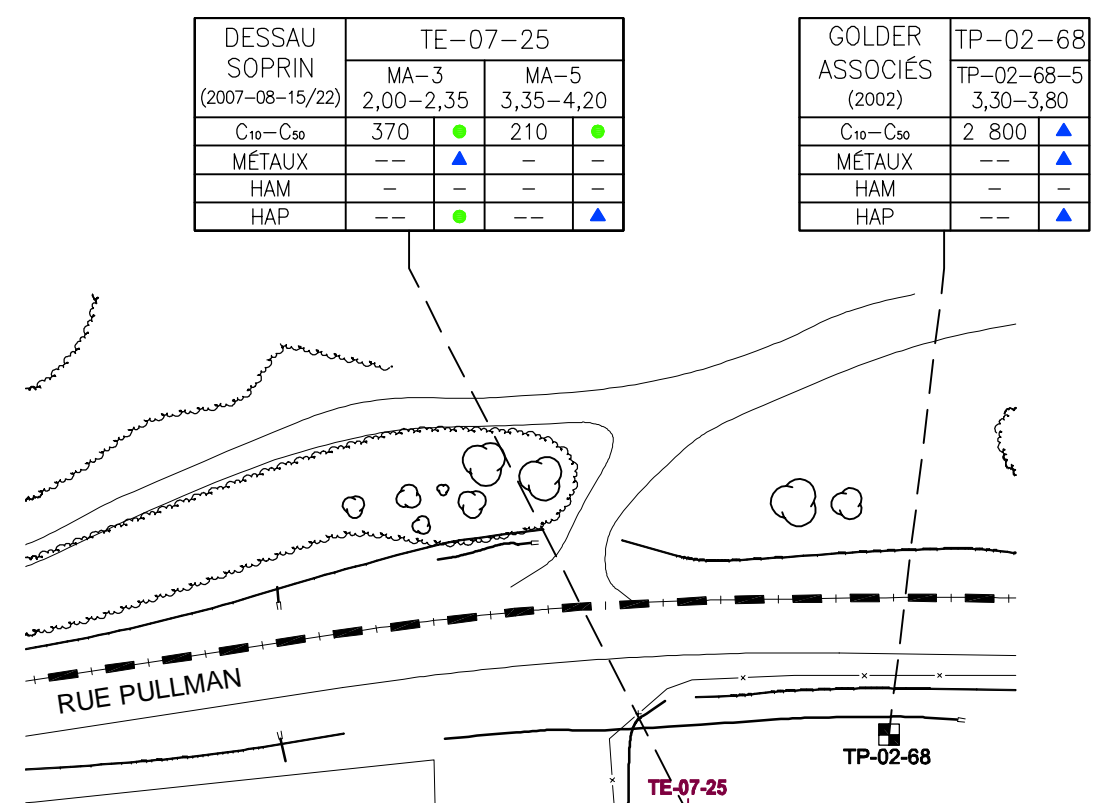 DESSAU SOPRIN (2007-08-15/22) TE-07-25
MA-3 2,00-2,35 MA-5 3,35-4,20
C10-C50 370 210
MÉTAUX -- - -
HAM - - - -
HAP -- --
GOLDER ASSOCIÉS (2002) TP-02-68
TP-02-68-5 3,30-3,80
C10-C50 2 800
MÉTAUX --
HAM - -
HAP --
RUE PULLMAN
TP-02-68
TE-07-25